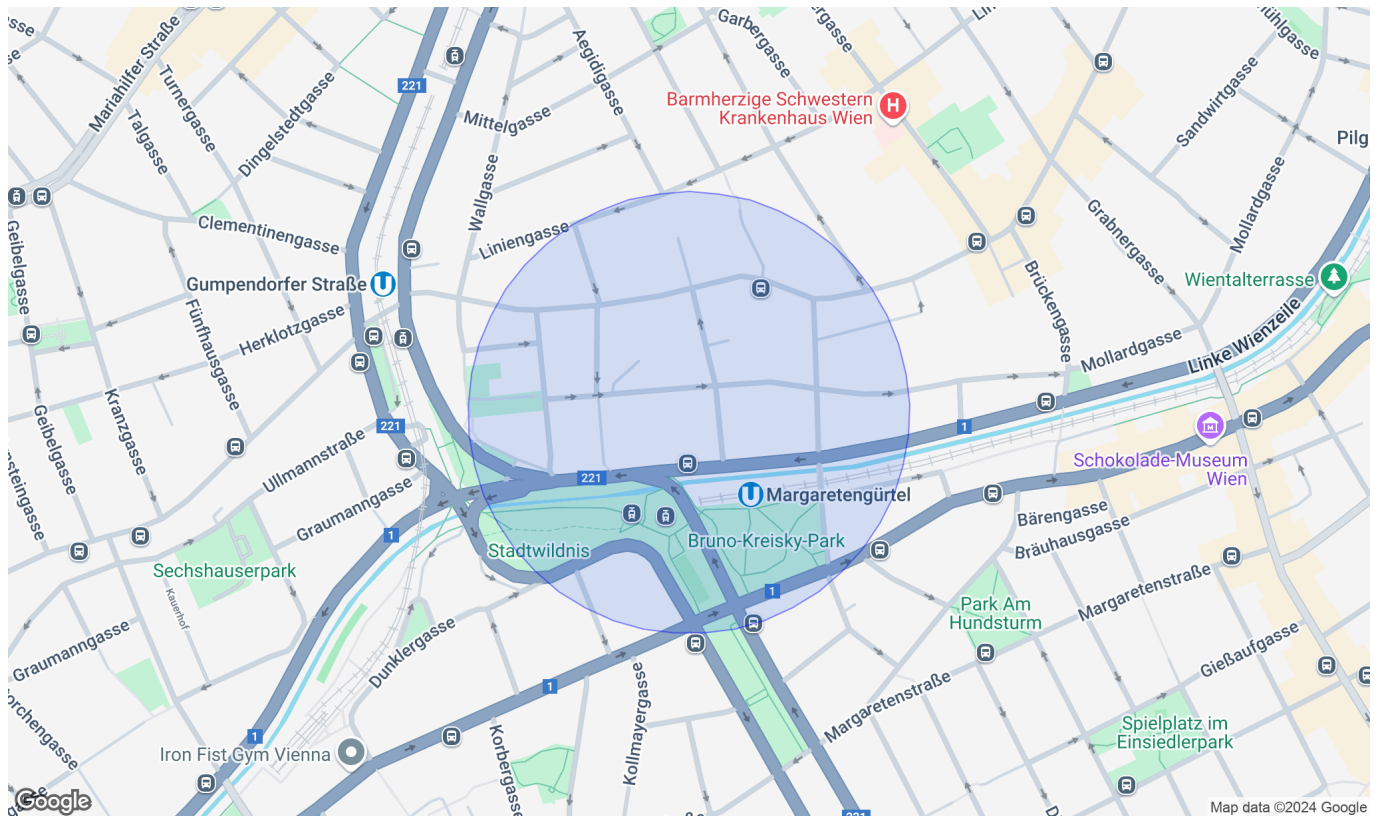 Mariahilfer Straße
Turnergasse
Talgasse
Dingelstedtgasse
221
Mittelgasse
Aegidigasse
Garbergasse
Barmherzige Schwestern
Krankenhaus Wien
H
Sandwirtgasse
Mollardgasse
Pilg
Geibelgasse
Clementinengasse
Wallgasse
Liniengasse
Grabnergasse
Gumpendorfer Straße
U
Wientalterrasse
Fünfhausgasse
Herklotzgasse
Brückengasse
Mollardgasse
Linke Wienzeile
Geibelgasse
Kranzgasse
221
1
Ullmannstraße
Graumanngasse
221
U
Margaretengürtel
Schokolade-Museum
Wien
1
Stadtwildnis
Bruno-Kreisky-Park
Bärengasse
Bräuhausgasse
Sechshauserpark
Kauerhof
1
Park Am
Hundsturm
Margaretenstraße
Graumanngasse
Dunklergasse
Gießaufgasse
1
Kollmayergasse
Margaretenstraße
Korbergasse
Spielplatz im
Einsiedlerpark
1
Iron Fist Gym Vienna
221
Google
Map data ©2024 Google